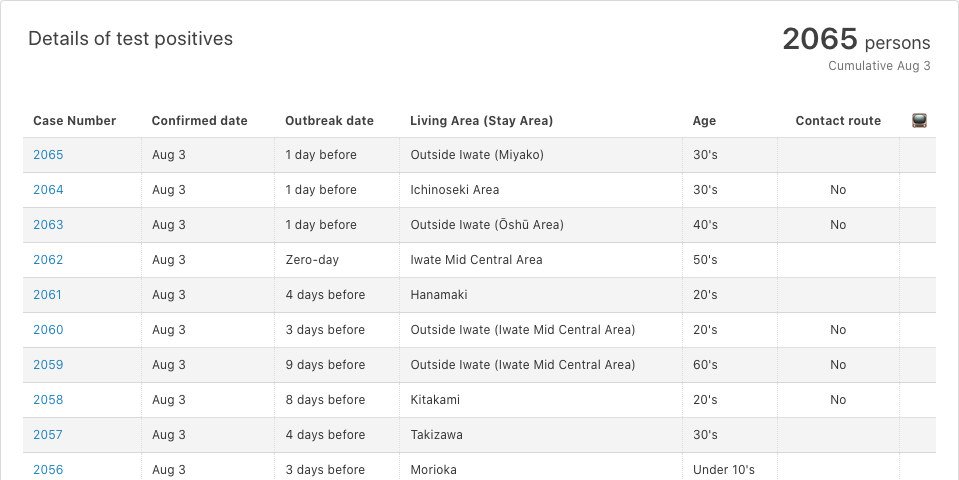 Details of test positives
2065 persons
Cumulative Aug 3
Case Number Confirmed date Outbreak date Living Area (Stay Area) Age Contact route
2065 Aug 3 1 day before Outside Iwate (Miyako) 30's
2064 Aug 3 1 day before Ichinoseki Area 30's No
2063 Aug 3 1 day before Outside Iwate (Ōshū Area) 40's No
2062 Aug 3 Zero-day Iwate Mid Central Area 50's
2061 Aug 3 4 days before Hanamaki 20's
2060 Aug 3 3 days before Outside Iwate (Iwate Mid Central Area) 20's No
2059 Aug 3 9 days before Outside Iwate (Iwate Mid Central Area) 60's No
2058 Aug 3 8 days before Kitakami 20's No
2057 Aug 3 4 days before Takizawa 30's
2056 Aug 3 3 days before Morioka Under 10's